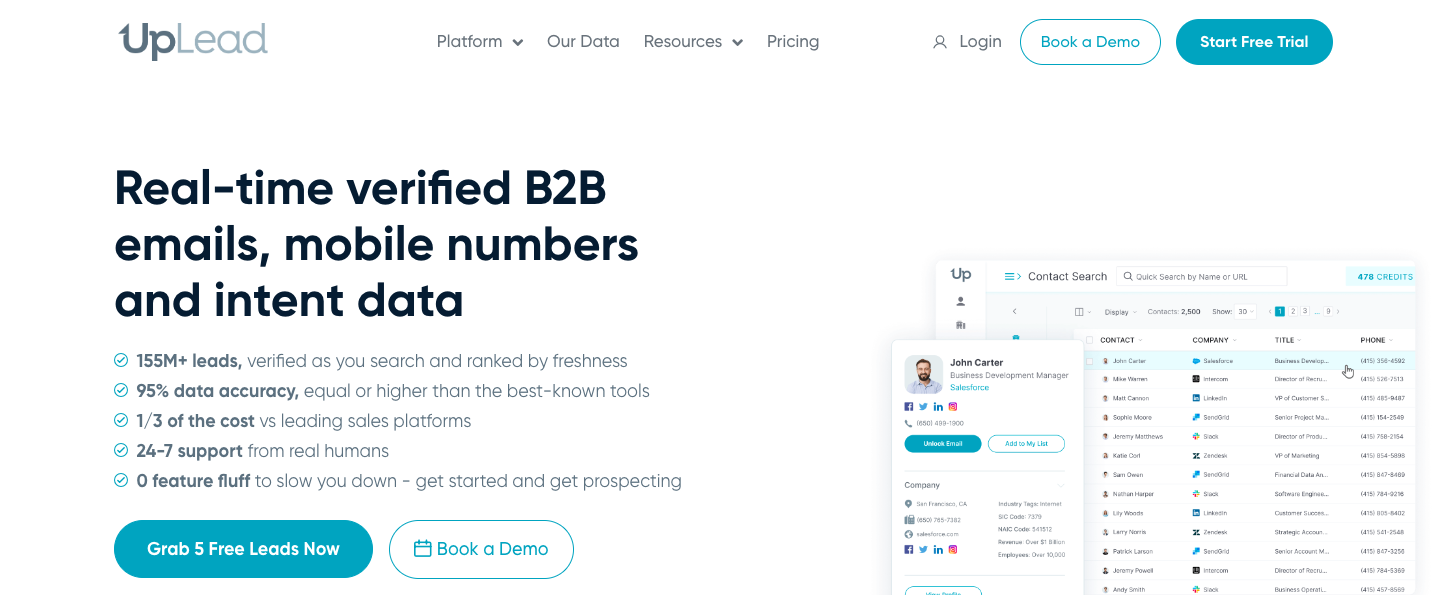 UpLead
Platform
Our Data
Resources
Pricing
Login
Book a Demo
Start Free Trial
Real-time verified B2B
emails, mobile numbers
and intent data
155M+ leads, verified as you search and ranked by freshness
95% data accuracy, equal or higher than the best-known tools
1/3 of the cost vs leading sales platforms
24-7 support from real humans
0 feature fluff to slow you down - get started and get prospecting
Grab 5 Free Leads Now
Book a Demo
Up
Contact Search
Quick Search by Name or URL
478 CREDITS
Display
Contacts: 2,500
Show: 30
1 2 3 ... 9
CONTACT COMPANY TITLE PHONE
John Carter Salesforce Business Develop... (415) 356-4592
Mike Warren Intercom Director of Recru... (415) 526-7513
Matt Cannon LinkedIn VP of Customer S... (415) 485-9487
Sophie Moore SendGrid Senior Project Ma... (415) 154-2549
Jeremy Matthews Slack Director of Produ... (415) 758-2154
Katie Corl Zendesk VP of Marketing (415) 854-5898
Sam Owen SendGrid Financial Data An... (415) 847-8469
Nathan Harper Slack Software Enginee... (415) 784-9216
Lily Woods LinkedIn Customer Succes... (415) 805-8402
Larry Norris Zendesk Strategic Accoun... (415) 541-2548
Patrick Larson SendGrid Senior Account M... (415) 847-3256
Jeremy Powell Intercom Director of Recru... (415) 784-5369
Andy Smith Slack Business Operati... (415) 457-8569
John Carter
Business Development Manager
Salesforce
(650) 499-1900
Unlock Email
Add to My List
Company
San Francisco, CA
(650) 765-7382
salesforce.com
Industry Tags: Internet
SIC Code: 7379
NAIC Code: 541512
Revenue: Over $1 Billion
Employees: Over 10,000
View Profile